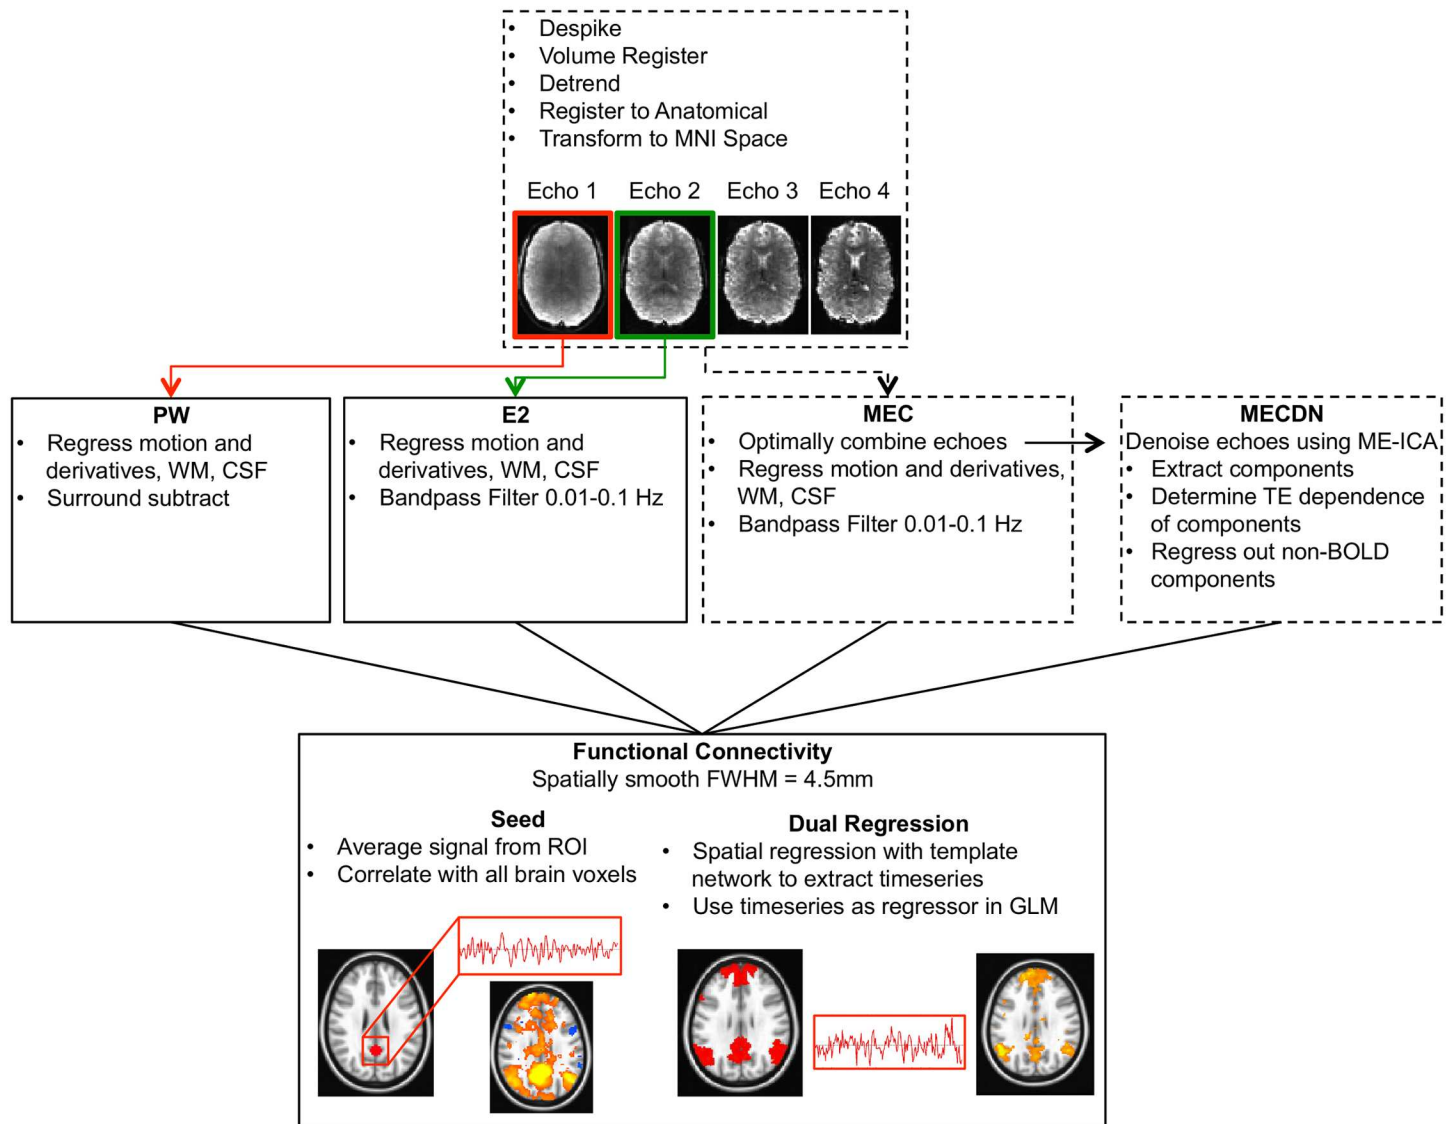 • Despike
• Volume Register
• Detrend
• Register to Anatomical
• Transform to MNI Space
Echo 1 Echo 2 Echo 3 Echo 4
PW
• Regress motion and
derivatives, WM, CSF
• Surround subtract
E2
• Regress motion and
derivatives, WM, CSF
• Bandpass Filter 0.01-0.1 Hz
MEC
• Optimally combine echoes
• Regress motion and derivatives,
WM, CSF
• Bandpass Filter 0.01-0.1 Hz
MECDN
Denoise echoes using ME-ICA
• Extract components
• Determine TE dependence
of components
• Regress out non-BOLD
components
Functional Connectivity
Spatially smooth FWHM = 4.5mm
Seed
• Average signal from ROI
• Correlate with all brain voxels
Dual Regression
• Spatial regression with template
network to extract timeseries
• Use timeseries as regressor in GLM